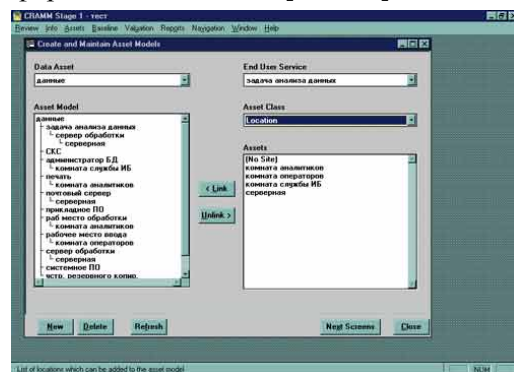 CRAMM Stage 1 - тест
Review Info Assets Baseline Valuation Reports Navigation Window Help
Create and Maintain Asset Models
Data Asset
End User Service
данные
задача анализа данных
Asset Model
Asset Class
данные
Location
задача анализа данных
сервер обработки
серверная
СКС
администратор БД
комната службы ИБ
печать
комната аналитиков
почтовый сервер
серверная
прикладное ПО
раб место обработки
комната аналитиков
рабочее место ввода
комната операторов
сервер обработки
серверная
системное ПО
устр. резервного копир.
Assets
(No Site)
комната аналитиков
комната операторов
комната службы ИБ
серверная
< Link
Unlink >
New Delete Refresh Next Screens Close
List of locations which can be added to the asset model NUM